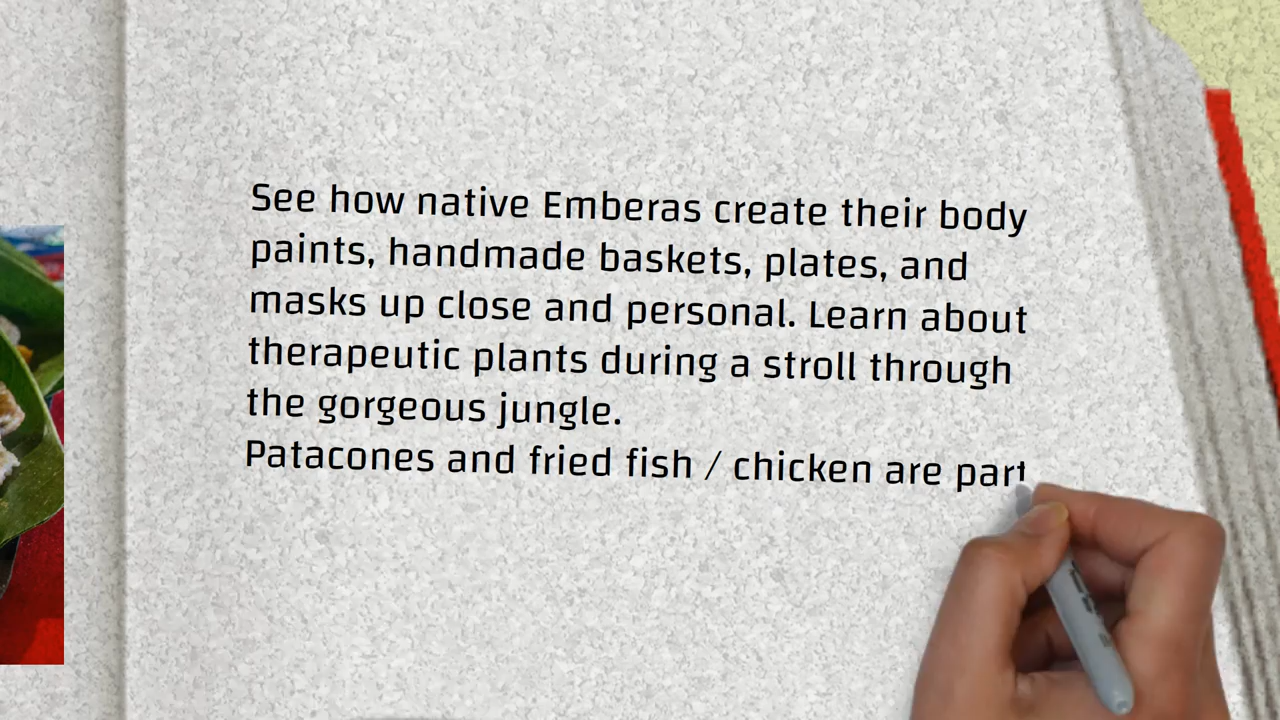 See how native Emberas create their body
paints, handmade baskets, plates, and
masks up close and personal. Learn about
therapeutic plants during a stroll through
the gorgeous jungle.
Patacones and fried fish / chicken are part